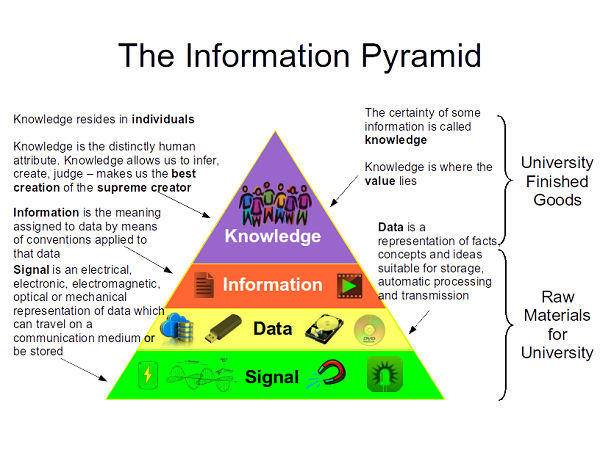 The Information Pyramid
Knowledge resides in individuals
Knowledge is the distinctly human
attribute. Knowledge allows us to infer,
create, judge – makes us the best
creation of the supreme creator
Information is the meaning
assigned to data by means
of conventions applied to
that data
Signal is an electrical,
electronic, electromagnetic,
optical or mechanical
representation of data which
can travel on a
communication medium or
be stored
The certainty of some
information is called
knowledge
Knowledge is where the
value lies
Data is a
representation of facts,
concepts and ideas
suitable for storage,
automatic processing
and transmission
University
Finished
Goods
Raw
Materials
for
University
Knowledge
Information
Data
DVD
Signal